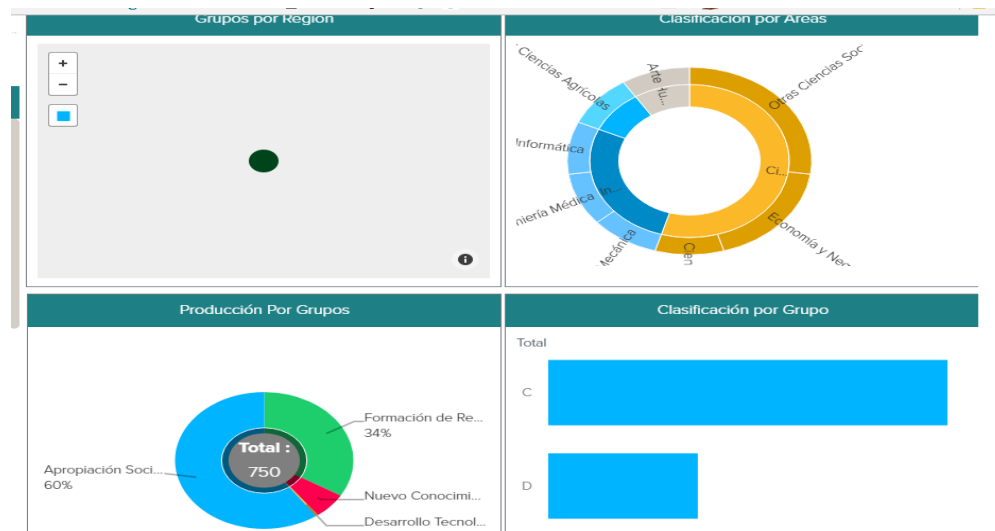 Grupos por Región
Clasificación por Áreas
+
−
Ciencias Agrícolas
Arte
Otras Ciencias Soc
Informática
Ci...
In...
niería Médica
Mecánica
Cien
Economía y Neg
Producción Por Grupos
Clasificación por Grupo
Total
C
D
Formación de Re...
34%
Total :
750
Apropiación Soci...
60%
Nuevo Conocimi...
Desarrollo Tecnol...